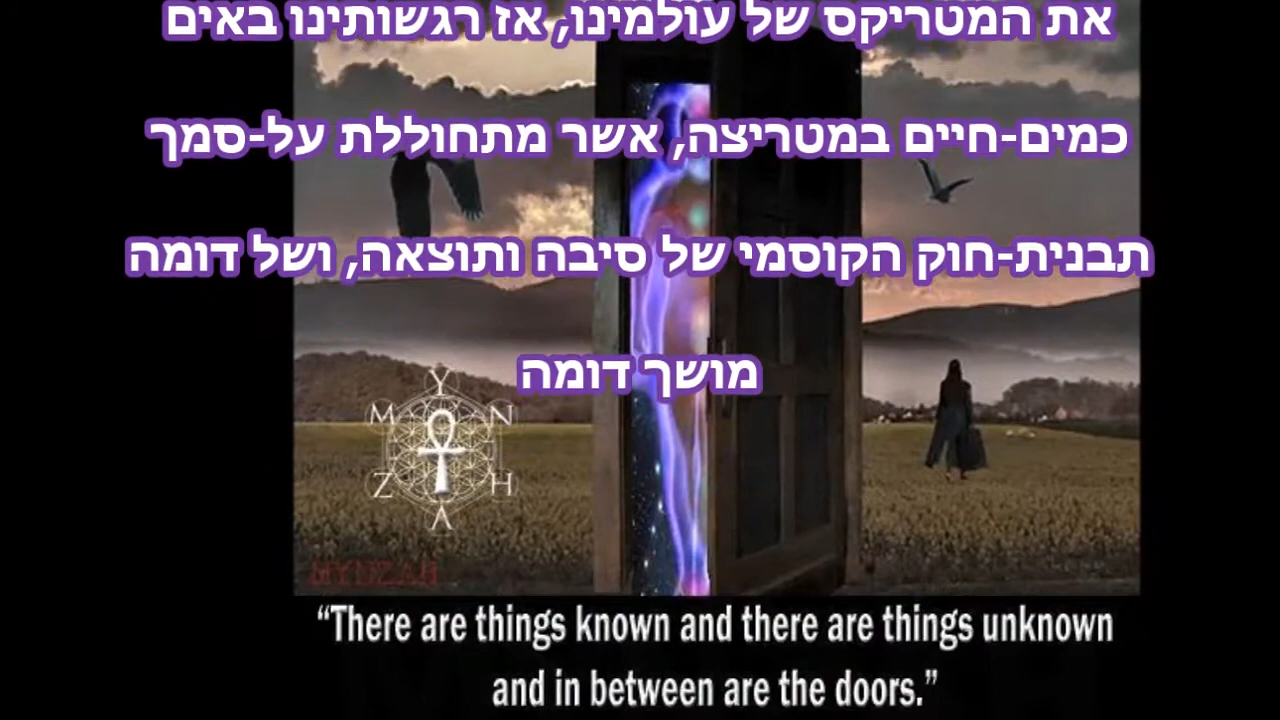 את המטריקס של עולמינו, אז רגשותינו באים
כמים-חיים במטריצה, אשר מתחוללת על-סמך
תבנית-חוק הקוסמי של סיבה ותוצאה, ושל דומה
מושך דומה
Y
M N
Z H
A
MYNZAH
“There are things known and there are things unknown
and in between are the doors.”